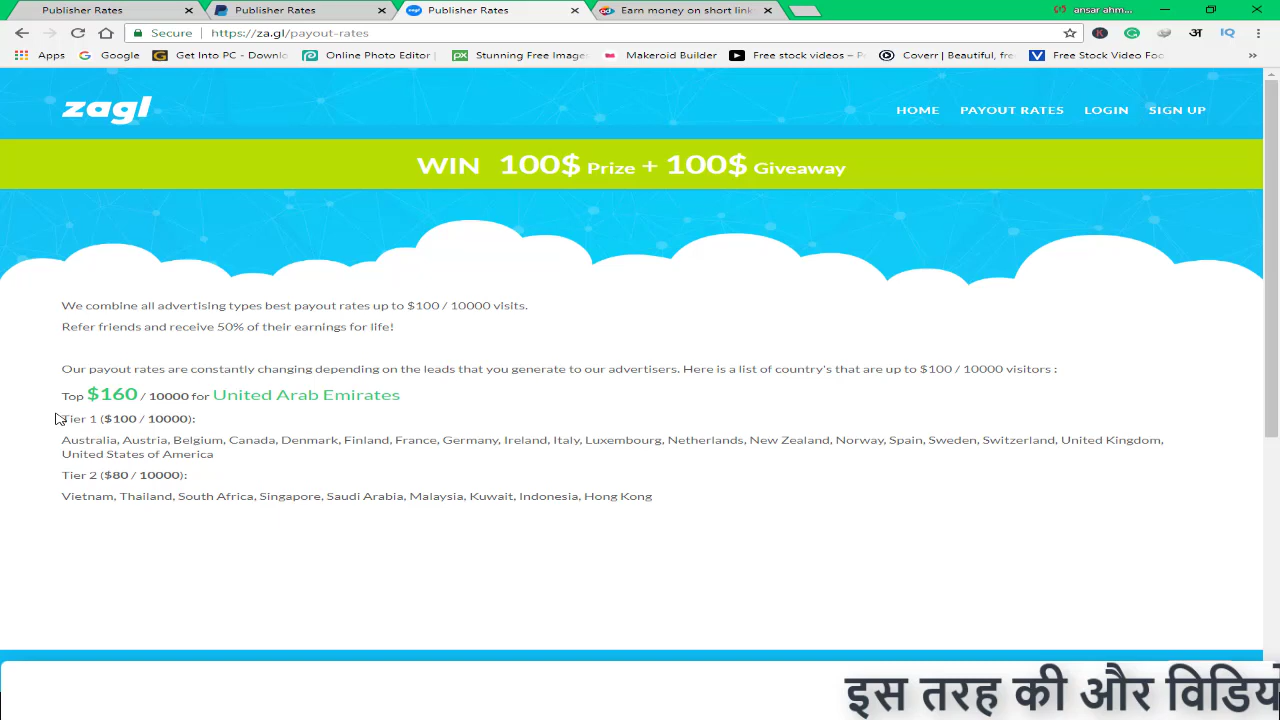 Publisher Rates
Publisher Rates
Publisher Rates
Earn money on short link
ansar ahm...
Secure https://za.gl/payout-rates
Apps
Google
Get Into PC - Downlo
Online Photo Editor
Stunning Free Image
Makeroid Builder
Free stock videos – P
Coverr | Beautiful, fre
Free Stock Video Foo
zagl
HOME PAYOUT RATES LOGIN SIGN UP
WIN 100$ Prize + 100$ Giveaway
We combine all advertising types best payout rates up to $100 / 10000 visits.
Refer friends and receive 50% of their earnings for life!
Our payout rates are constantly changing depending on the leads that you generate to our advertisers. Here is a list of country's that are up to $100 / 10000 visitors :
Top $160 / 10000 for United Arab Emirates
Tier 1 ($100 / 10000):
Australia, Austria, Belgium, Canada, Denmark, Finland, France, Germany, Ireland, Italy, Luxembourg, Netherlands, New Zealand, Norway, Spain, Sweden, Switzerland, United Kingdom,
United States of America
Tier 2 ($80 / 10000):
Vietnam, Thailand, South Africa, Singapore, Saudi Arabia, Malaysia, Kuwait, Indonesia, Hong Kong
इस तरह की और विडिय